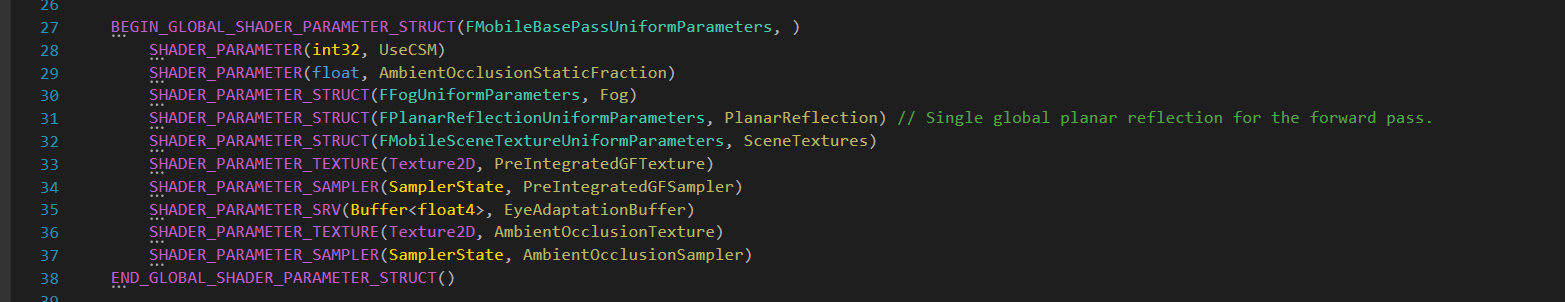 26
27 BEGIN_GLOBAL_SHADER_PARAMETER_STRUCT(FMobileBasePassUniformParameters, )
28 SHADER_PARAMETER(int32, UseCSM)
29 SHADER_PARAMETER(float, AmbientOcclusionStaticFraction)
30 SHADER_PARAMETER_STRUCT(FFogUniformParameters, Fog)
31 SHADER_PARAMETER_STRUCT(FPlanarReflectionUniformParameters, PlanarReflection) // Single global planar reflection for the forward pass.
32 SHADER_PARAMETER_STRUCT(FMobileSceneTextureUniformParameters, SceneTextures)
33 SHADER_PARAMETER_TEXTURE(Texture2D, PreIntegratedGFTexture)
34 SHADER_PARAMETER_SAMPLER(SamplerState, PreIntegratedGFSampler)
35 SHADER_PARAMETER_SRV(Buffer<float4>, EyeAdaptationBuffer)
36 SHADER_PARAMETER_TEXTURE(Texture2D, AmbientOcclusionTexture)
37 SHADER_PARAMETER_SAMPLER(SamplerState, AmbientOcclusionSampler)
38 END_GLOBAL_SHADER_PARAMETER_STRUCT()
39